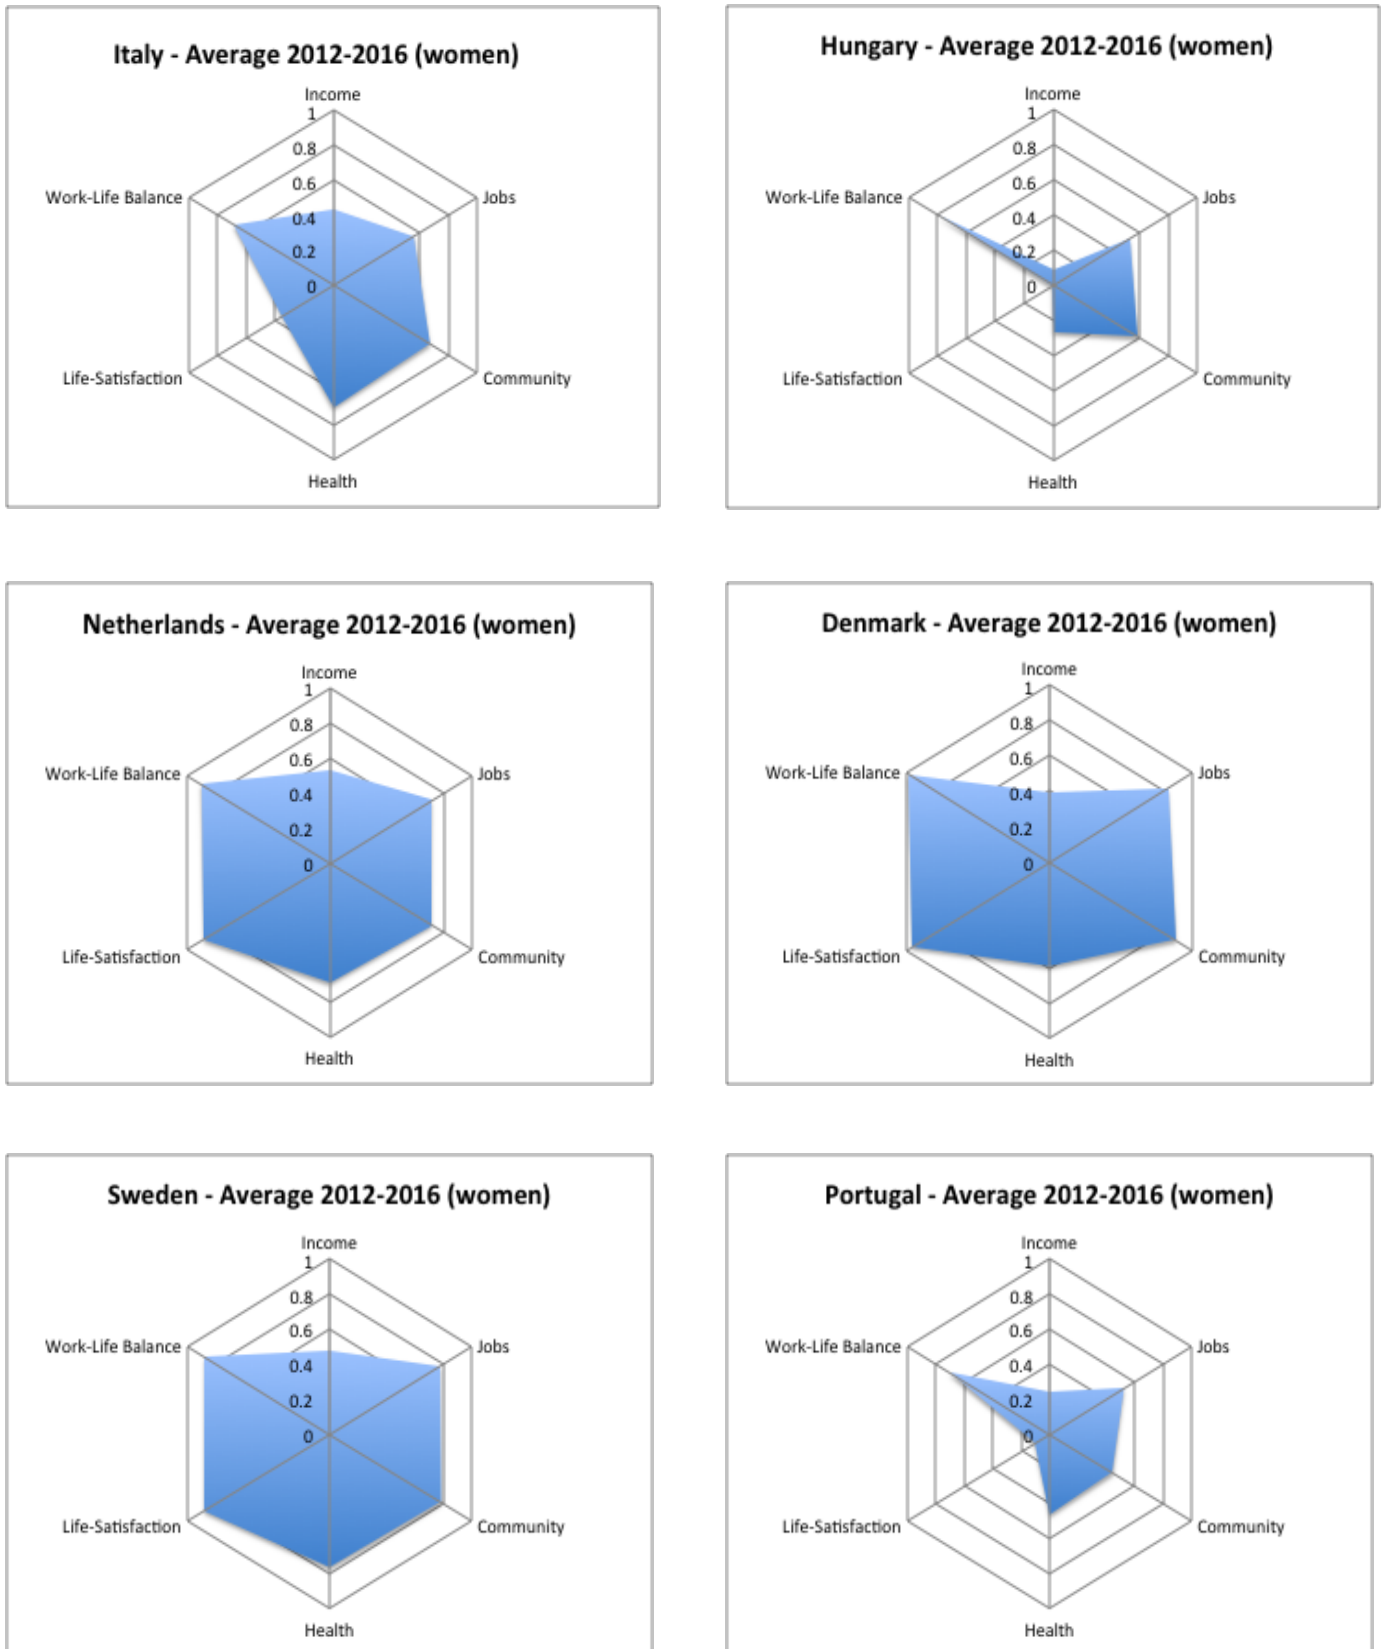 Italy - Average 2012-2016 (women)
Income
1
0.8
Work-Life Balance
0.6
Jobs
0.4
0.2
0
Life-Satisfaction
Community
Health
Hungary - Average 2012-2016 (women)
Income
1
0.8
Work-Life Balance
0.6
Jobs
0.4
0.2
0
Life-Satisfaction
Community
Health
Netherlands - Average 2012-2016 (women)
Income
1
0.8
0.6
Work-Life Balance
Jobs
0.4
0.2
0
Life-Satisfaction
Community
Health
Denmark - Average 2012-2016 (women)
Income
1
0.8
0.6
Work-Life Balance
Jobs
0.4
0.2
0
Life-Satisfaction
Community
Health
Sweden - Average 2012-2016 (women)
Income
1
0.8
0.6
Work-Life Balance
Jobs
0.4
0.2
0
Life-Satisfaction
Community
Health
Portugal - Average 2012-2016 (women)
Income
1
0.8
0.6
Work-Life Balance
Jobs
0.4
0.2
0
Life-Satisfaction
Community
Health